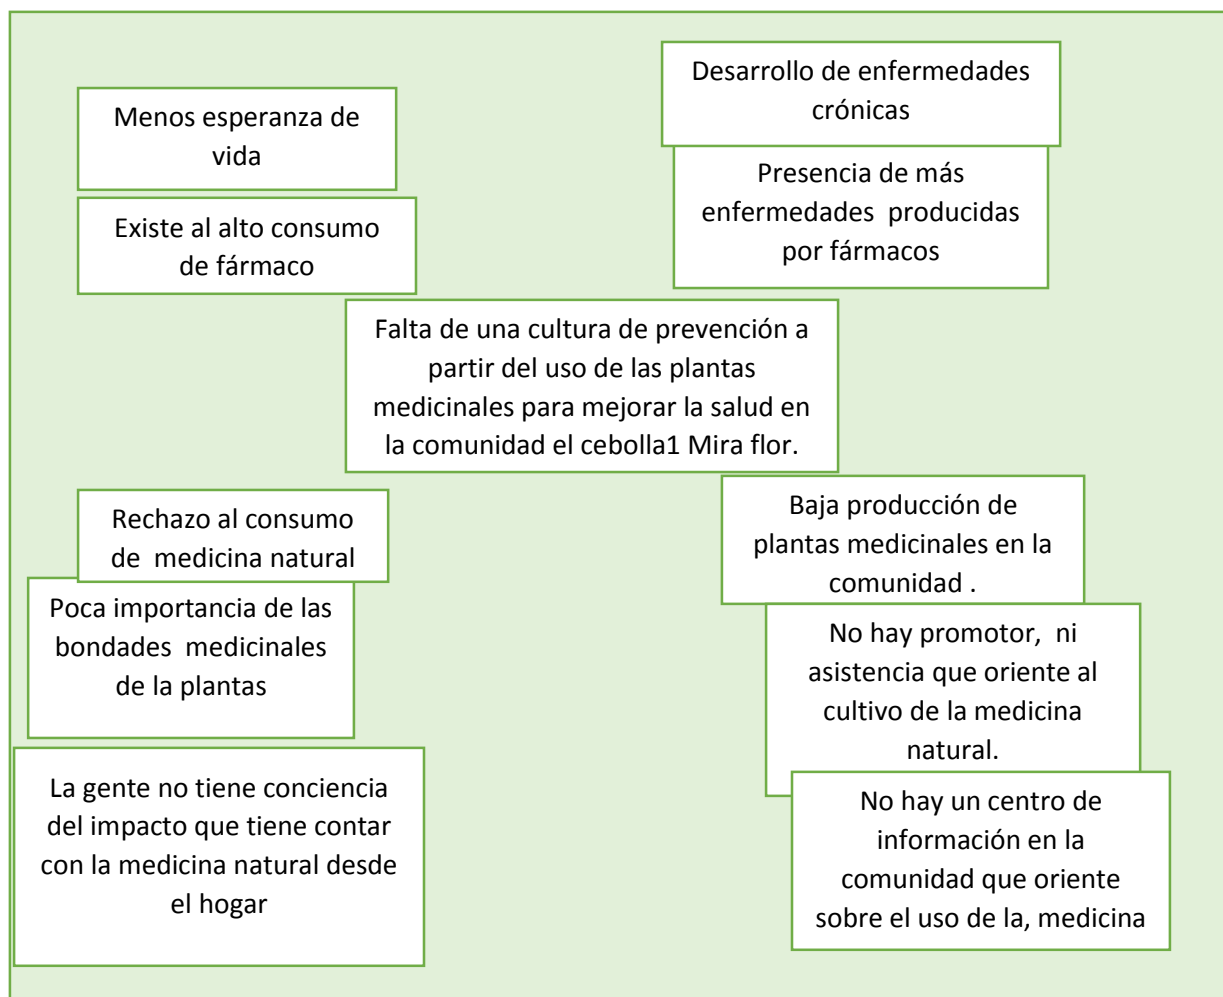 Menos esperanza de
vida
Existe al alto consumo
de fármaco
Desarrollo de enfermedades
crónicas
Presencia de más
enfermedades producidas
por fármacos
Falta de una cultura de prevención a
partir del uso de las plantas
medicinales para mejorar la salud en
la comunidad el cebolla1 Mira flor.
Rechazo al consumo
de medicina natural
Poca importancia de las
bondades medicinales
de la plantas
La gente no tiene conciencia
del impacto que tiene contar
con la medicina natural desde
el hogar
Baja producción de
plantas medicinales en la
comunidad .
No hay promotor, ni
asistencia que oriente al
cultivo de la medicina
natural.
No hay un centro de
información en la
comunidad que oriente
sobre el uso de la, medicina